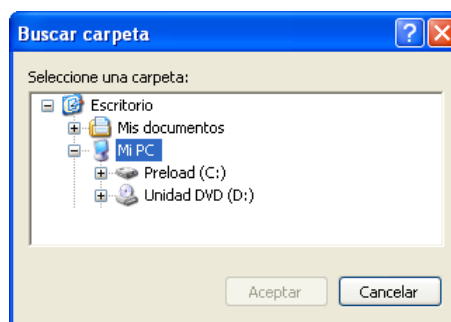 Buscar carpeta
Seleccione una carpeta:
Escritorio
Mis documentos
Mi PC
Preload (C:)
Unidad DVD (D:)
Aceptar Cancelar